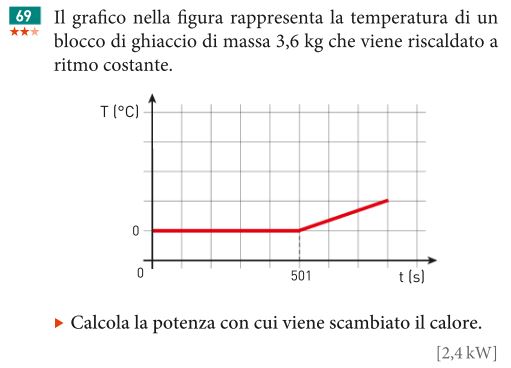 69 Il grafico nella figura rappresenta la temperatura di un
★★★ blocco di ghiaccio di massa 3,6 kg che viene riscaldato a
ritmo costante.
T (°C)
0
0
501
t (s)
▶ Calcola la potenza con cui viene scambiato il calore.
[2,4 kW]